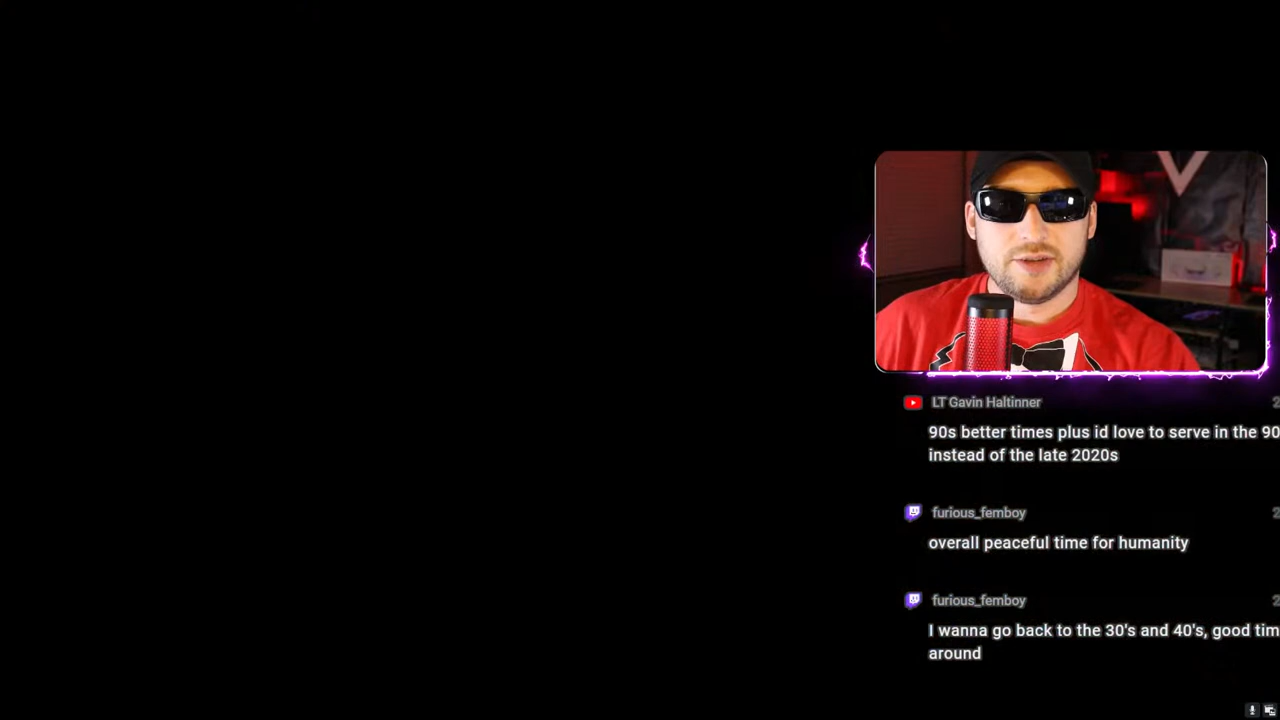 LT Gavin Haltinner
90s better times plus id love to serve in the 90
instead of the late 2020s
furious_femboy
overall peaceful time for humanity
furious_femboy
I wanna go back to the 30's and 40's, good tim
around